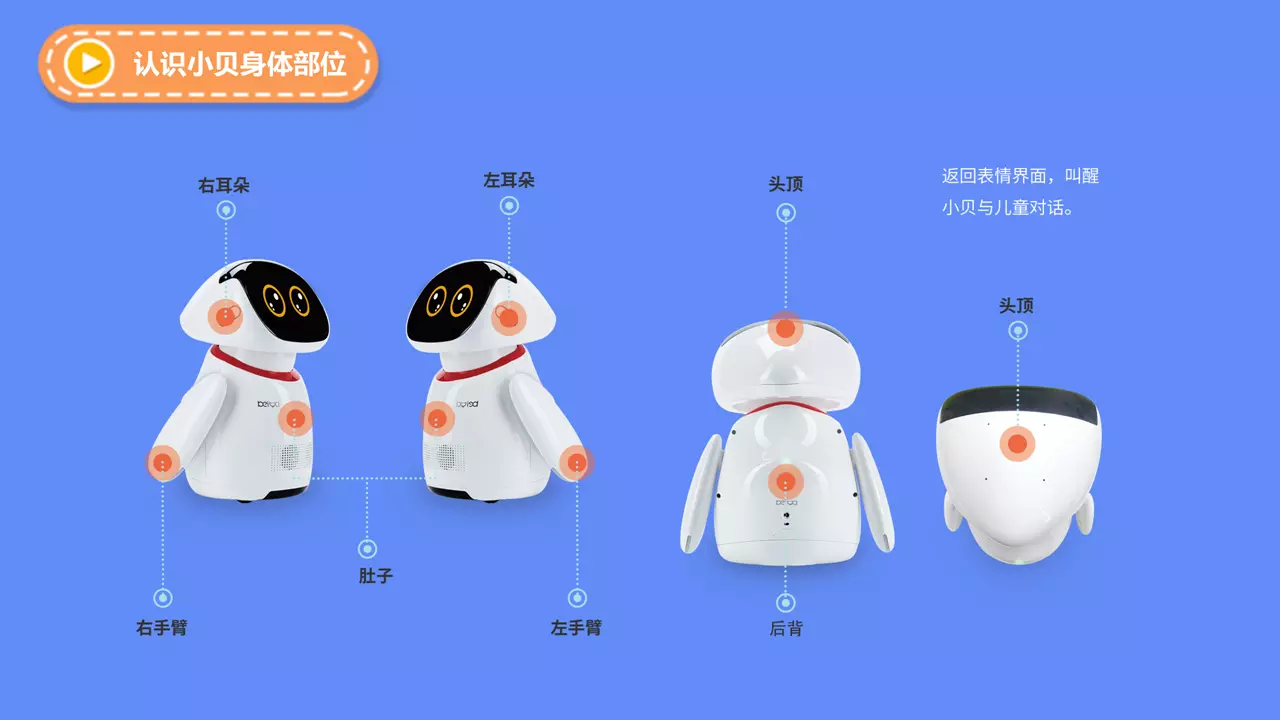 认识小贝身体部位
右耳朵
左耳朵
头顶
返回表情界面，叫醒
小贝与儿童对话。
头顶
肚子
右手臂
左手臂
后背